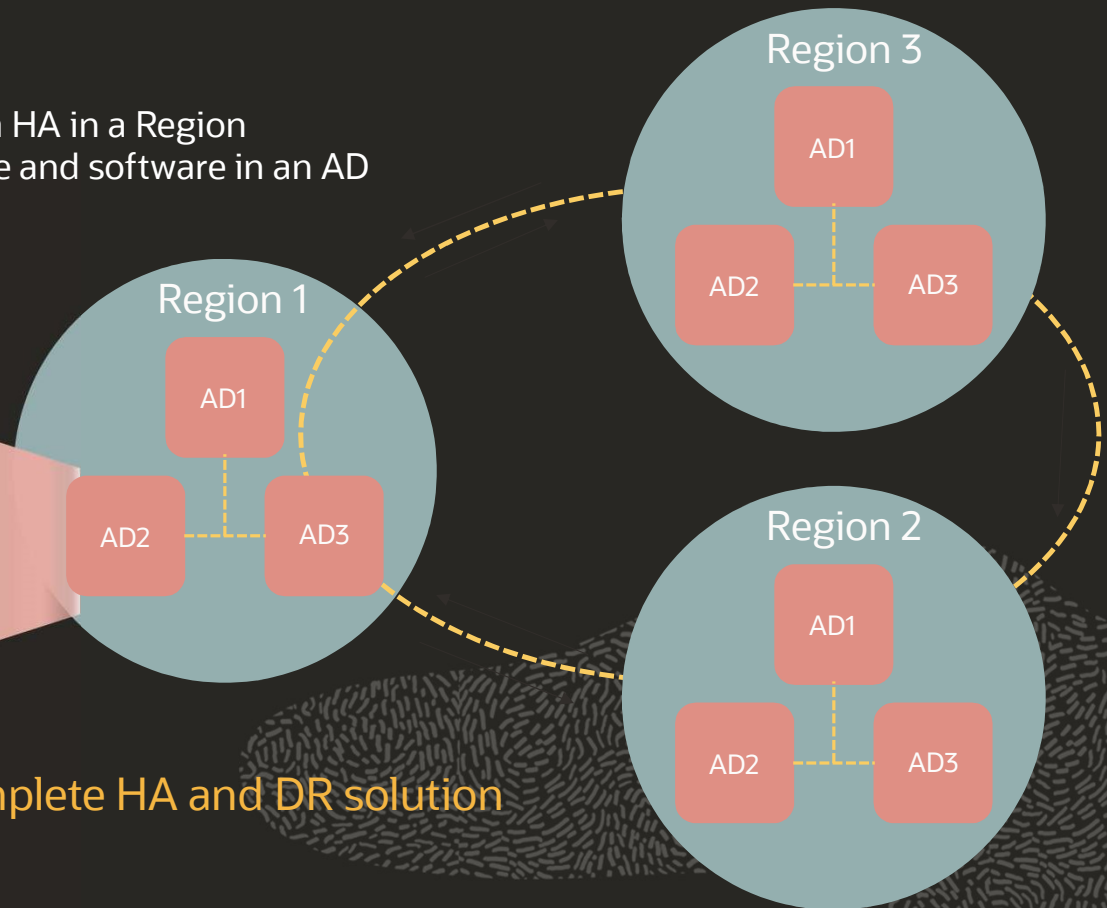 n HA in a Region
e and software in an AD
Region 3
AD1
AD2
AD3
Region 1
AD1
AD2
AD3
Region 2
AD1
AD2
AD3
mplete HA and DR solution